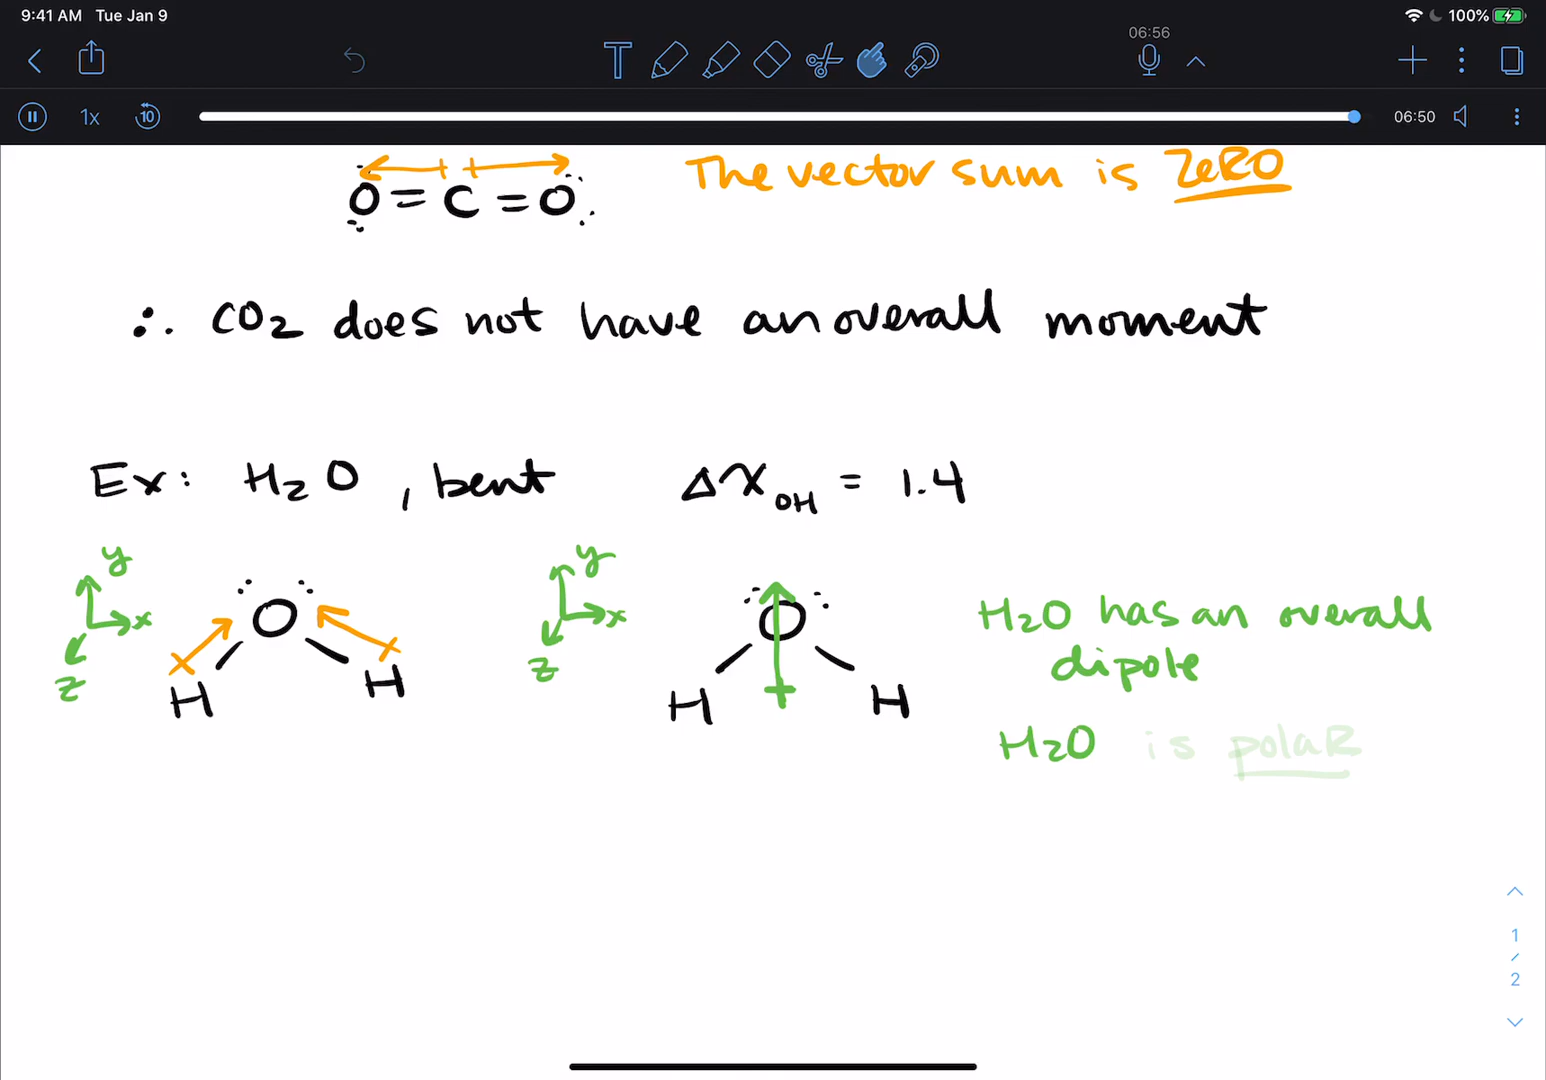 9:41 AM Tue Jan 9
100%
06:56
1x
10
06:50
The vector sum is ZeRO
O = C = O
∴ CO₂ does not have an overall moment
Ex: H₂O, bent ΔX_OH = 1.4
y
x
z
O
H H
y
x
z
O
H H
H₂O has an overall
dipole
H₂O is polaR
1
/
2